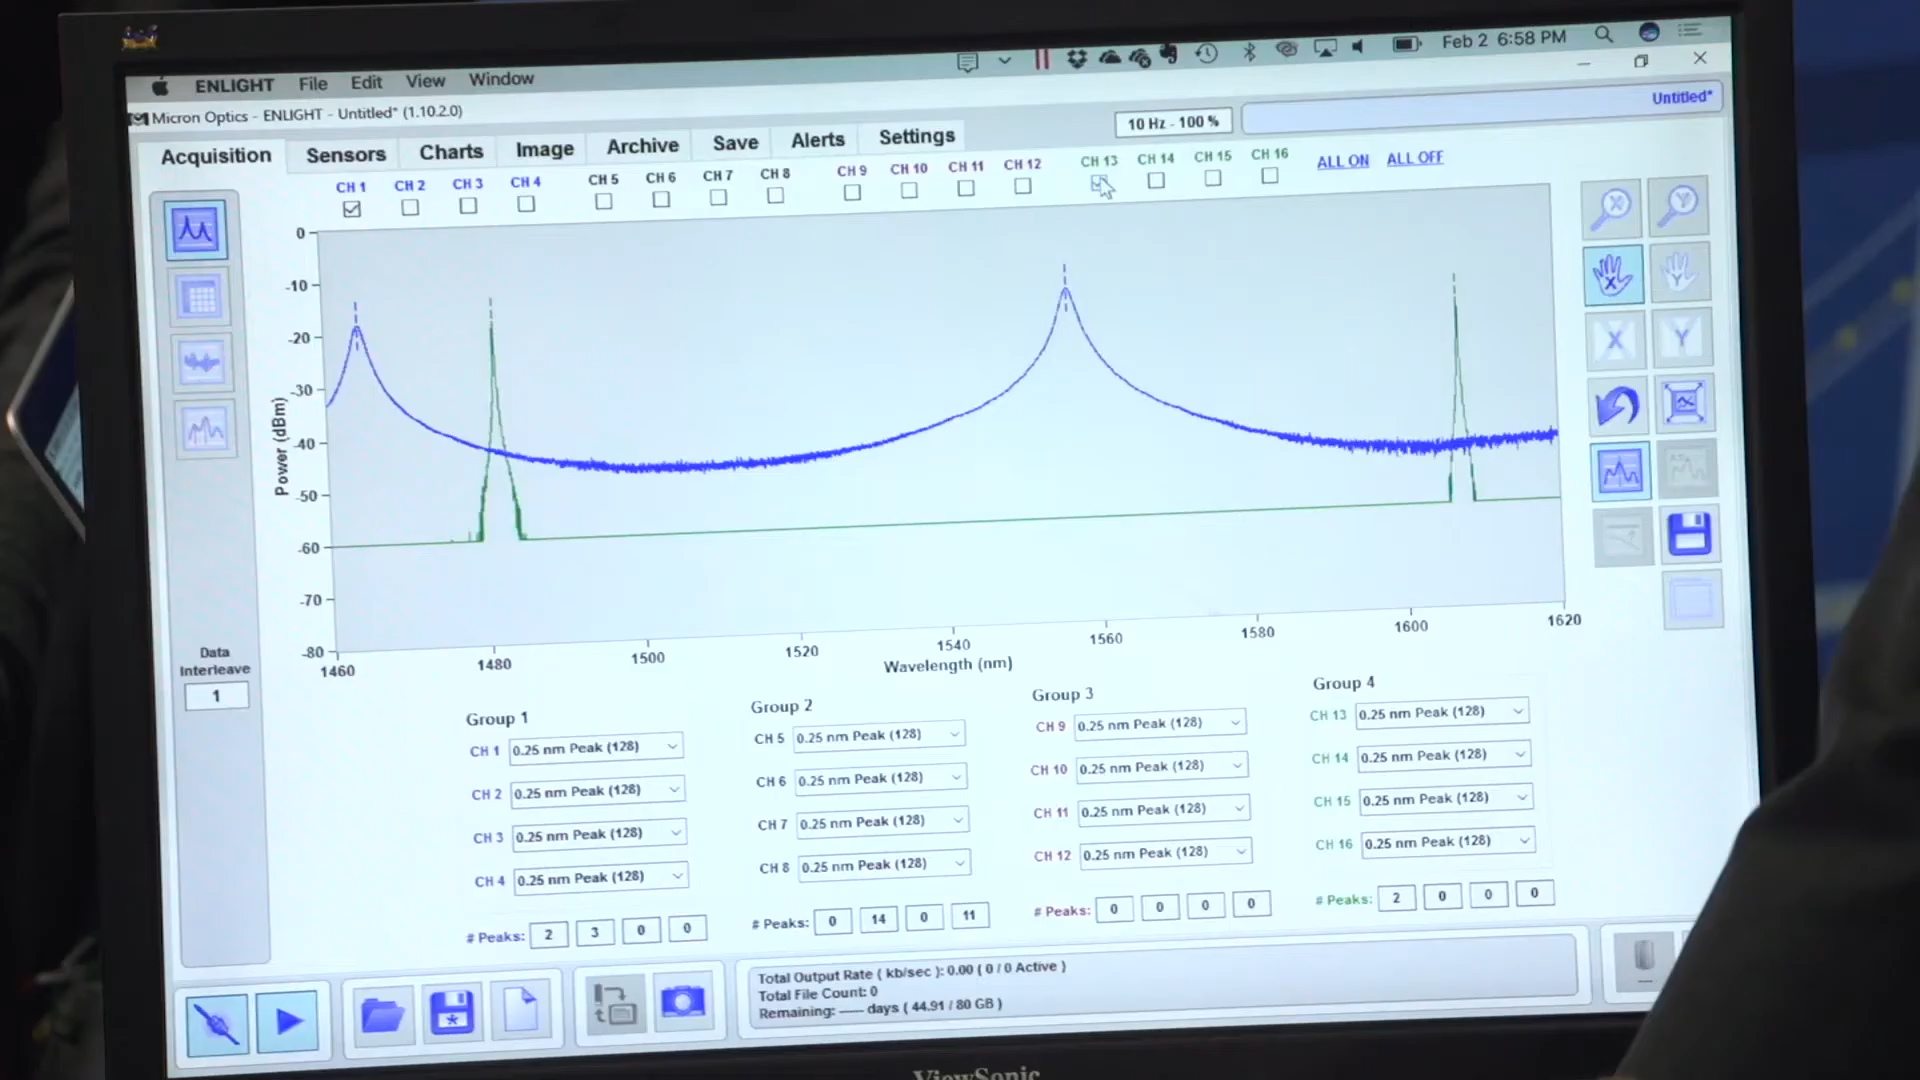 ENLIGHT File Edit View Window
Feb 2 6:58 PM
Micron Optics - ENLIGHT - Untitled* (1.10.2.0)
10 Hz - 100 %
Untitled*
Acquisition Sensors Charts Image Archive Save Alerts Settings
CH 1 CH 2 CH 3 CH 4 CH 5 CH 6 CH 7 CH 8 CH 9 CH 10 CH 11 CH 12 CH 13 CH 14 CH 15 CH 16 ALL ON ALL OFF
X Y
X Y
X Y
0
-10
-20
-30
-40
-50
-60
-70
-80
Power (dBm)
1460 1480 1500 1520 1540 1560 1580 1600 1620
Wavelength (nm)
Data
Interleave
1
Group 1
CH 1 0.25 nm Peak (128)
CH 2 0.25 nm Peak (128)
CH 3 0.25 nm Peak (128)
CH 4 0.25 nm Peak (128)
# Peaks: 2 3 0 0
Group 2
CH 5 0.25 nm Peak (128)
CH 6 0.25 nm Peak (128)
CH 7 0.25 nm Peak (128)
CH 8 0.25 nm Peak (128)
# Peaks: 0 14 0 11
Group 3
CH 9 0.25 nm Peak (128)
CH 10 0.25 nm Peak (128)
CH 11 0.25 nm Peak (128)
CH 12 0.25 nm Peak (128)
# Peaks: 0 0 0 0
Group 4
CH 13 0.25 nm Peak (128)
CH 14 0.25 nm Peak (128)
CH 15 0.25 nm Peak (128)
CH 16 0.25 nm Peak (128)
# Peaks: 2 0 0 0
Total Output Rate ( kb/sec ): 0.00 ( 0 / 0 Active )
Total File Count: 0
Remaining: ---- days ( 44.91 / 80 GB )
ViewSonic